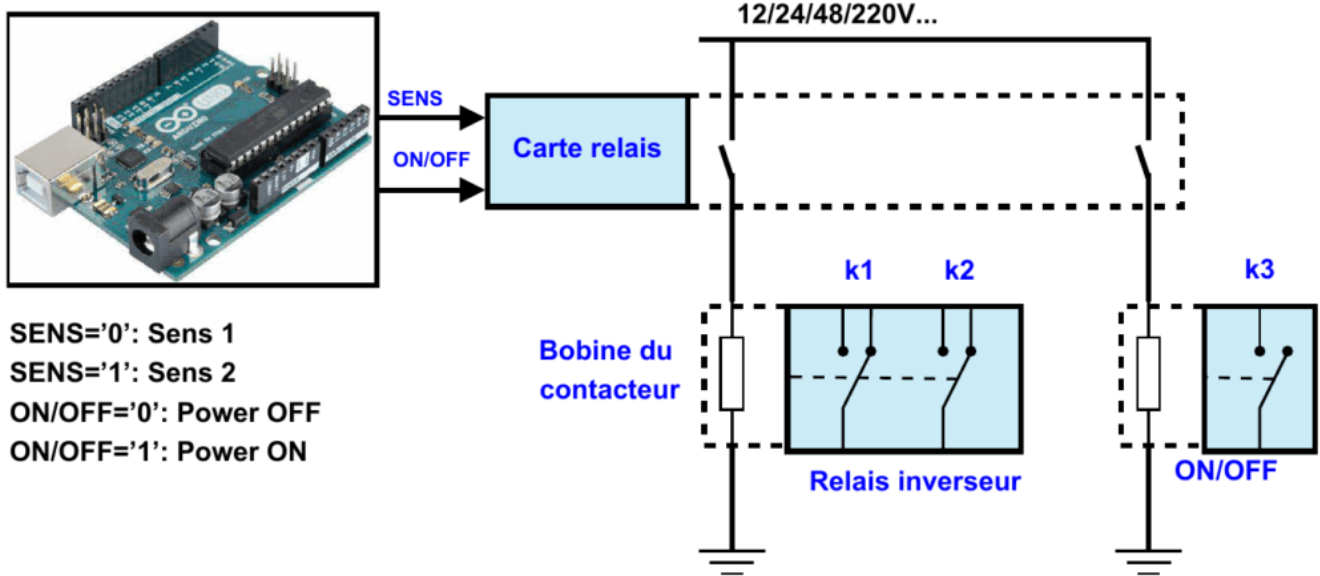 12/24/48/220V...
SENS
ON/OFF
Carte relais
ARDUINO
k1
k2
k3
SENS='0': Sens 1
SENS='1': Sens 2
ON/OFF='0': Power OFF
ON/OFF='1': Power ON
Bobine du
contacteur
Relais inverseur
ON/OFF